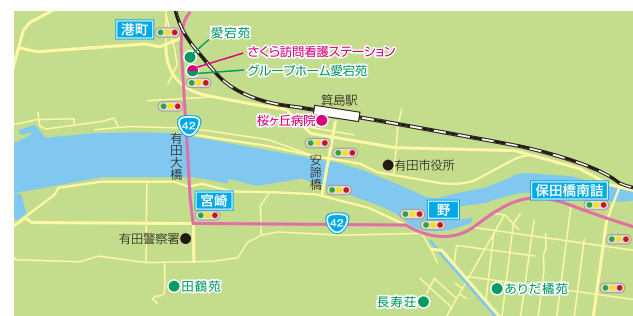 港町
愛宕苑
さくら訪問看護ステーション
グループホーム愛宕苑
箕島駅
桜ヶ丘病院
42
有田大橋
安諦橋
有田市役所
宮崎
野
保田橋南詰
42
有田警察署
田鶴苑
長寿荘
ありだ橘苑